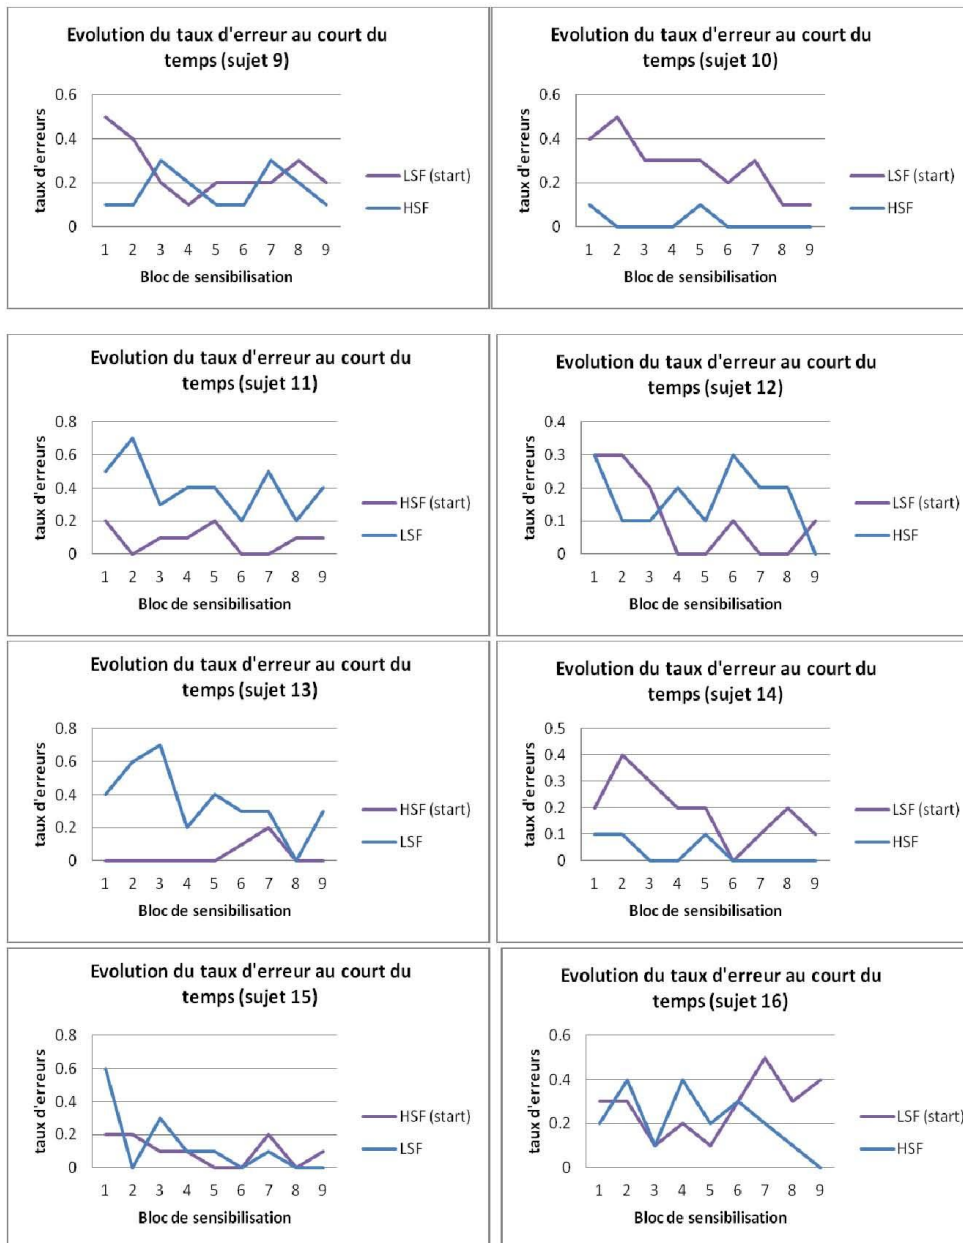 Evolution du taux d'erreur au court du
temps (sujet 9)
taux d'erreurs
0.6
0.4
0.2
0
1 2 3 4 5 6 7 8 9
Bloc de sensibilisation
LSF (start)
HSF
Evolution du taux d'erreur au court du
temps (sujet 10)
taux d'erreurs
0.6
0.4
0.2
0
1 2 3 4 5 6 7 8 9
Bloc de sensibilisation
LSF (start)
HSF
Evolution du taux d'erreur au court du
temps (sujet 11)
taux d'erreurs
0.8
0.6
0.4
0.2
0
1 2 3 4 5 6 7 8 9
Bloc de sensibilisation
HSF (start)
LSF
Evolution du taux d'erreur au court du
temps (sujet 12)
taux d'erreurs
0.4
0.3
0.2
0.1
0
1 2 3 4 5 6 7 8 9
Bloc de sensibilisation
LSF (start)
HSF
Evolution du taux d'erreur au court du
temps (sujet 13)
taux d'erreurs
0.8
0.6
0.4
0.2
0
1 2 3 4 5 6 7 8 9
Bloc de sensibilisation
HSF (start)
LSF
Evolution du taux d'erreur au court du
temps (sujet 14)
taux d'erreurs
0.5
0.4
0.3
0.2
0.1
0
1 2 3 4 5 6 7 8 9
Bloc de sensibilisation
LSF (start)
HSF
Evolution du taux d'erreur au court du
temps (sujet 15)
taux d'erreurs
0.8
0.6
0.4
0.2
0
1 2 3 4 5 6 7 8 9
Bloc de sensibilisation
HSF (start)
LSF
Evolution du taux d'erreur au court du
temps (sujet 16)
taux d'erreurs
0.6
0.4
0.2
0
1 2 3 4 5 6 7 8 9
Bloc de sensibilisation
LSF (start)
HSF